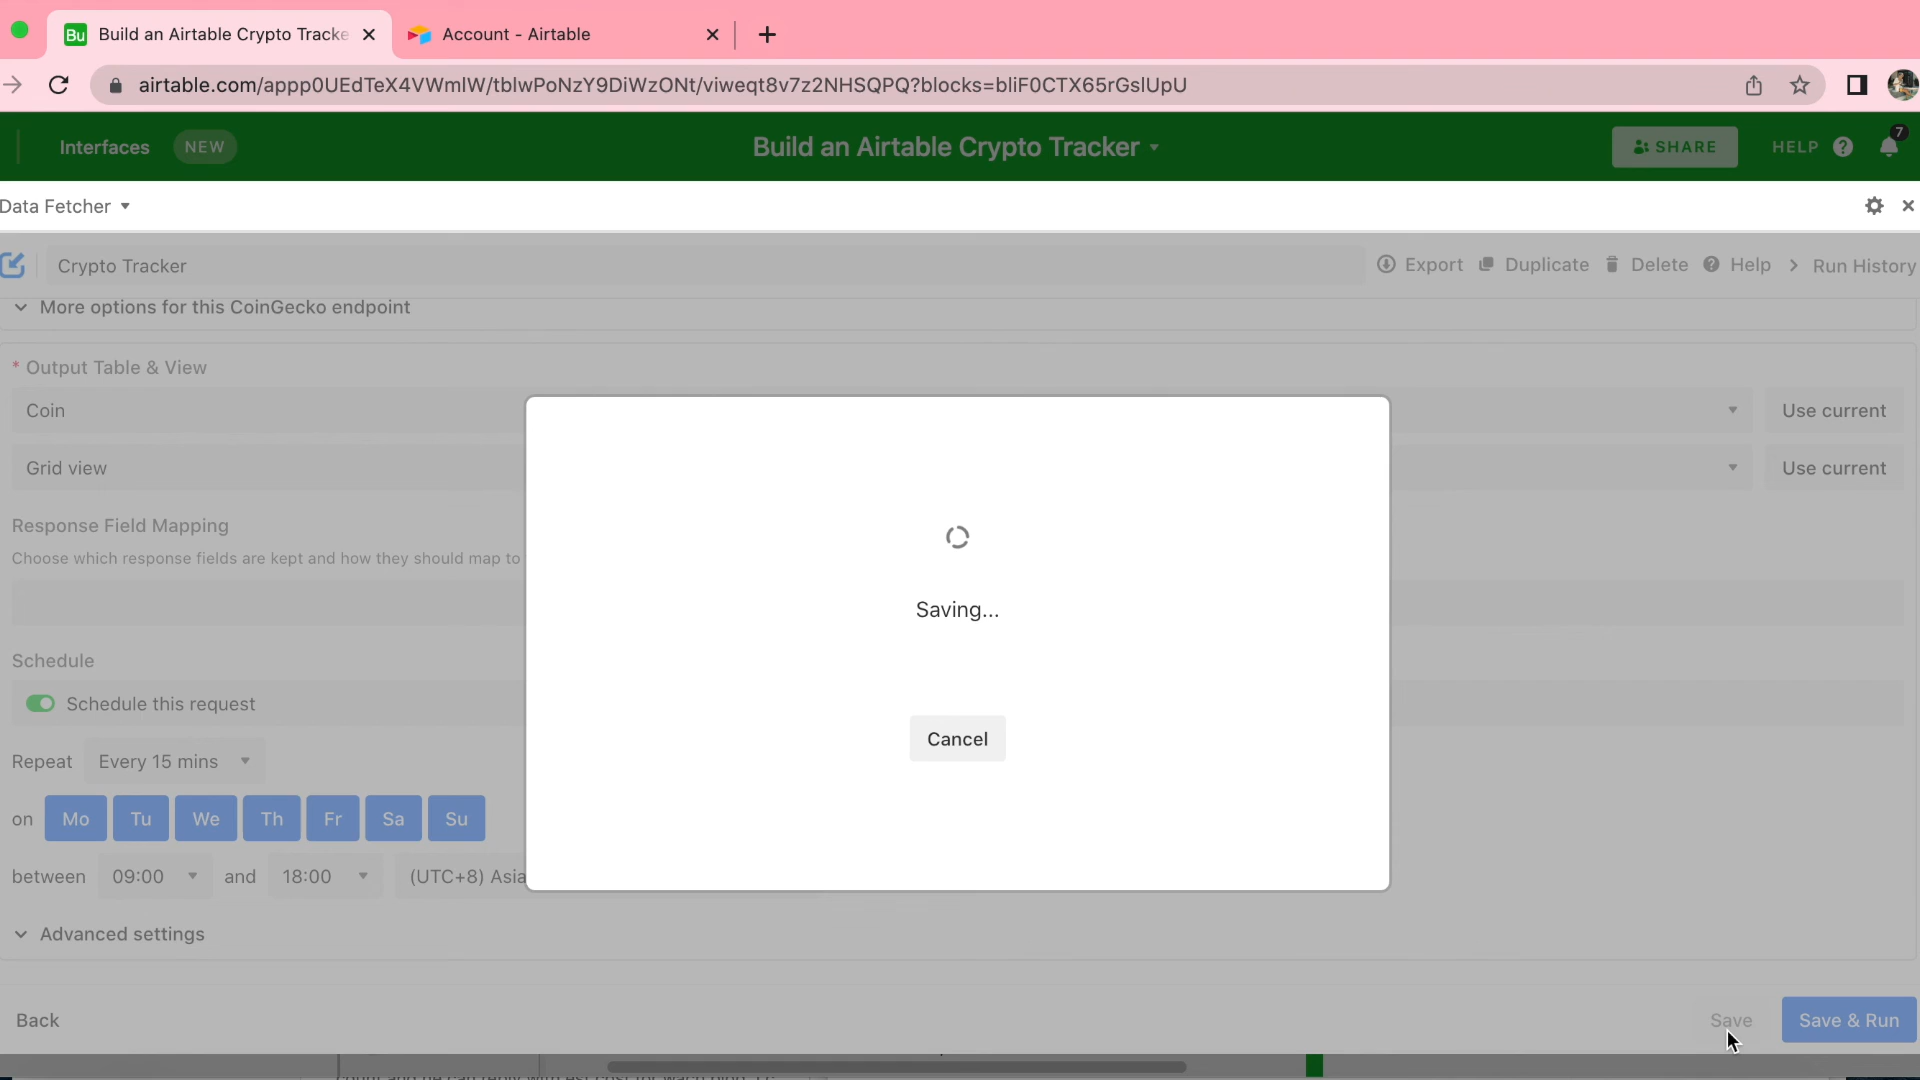 Bu Build an Airtable Crypto Tracke
Account - Airtable
airtable.com/appp0UEdTeX4VWmlW/tblwPoNzY9DiWzONt/viweqt8v7z2NHSQPQ?blocks=bliF0CTX65rGslUpU
Interfaces NEW Build an Airtable Crypto Tracker SHARE HELP 7
Data Fetcher
Crypto Tracker Export Duplicate Delete Help Run History
More options for this CoinGecko endpoint
* Output Table & View
Coin Use current
Grid view Use current
Response Field Mapping
Choose which response fields are kept and how they should map to
Saving...
Schedule
Schedule this request
Cancel
Repeat Every 15 mins
on Mo Tu We Th Fr Sa Su
between 09:00 and 18:00 (UTC+8) Asia
Advanced settings
Back Save Save & Run